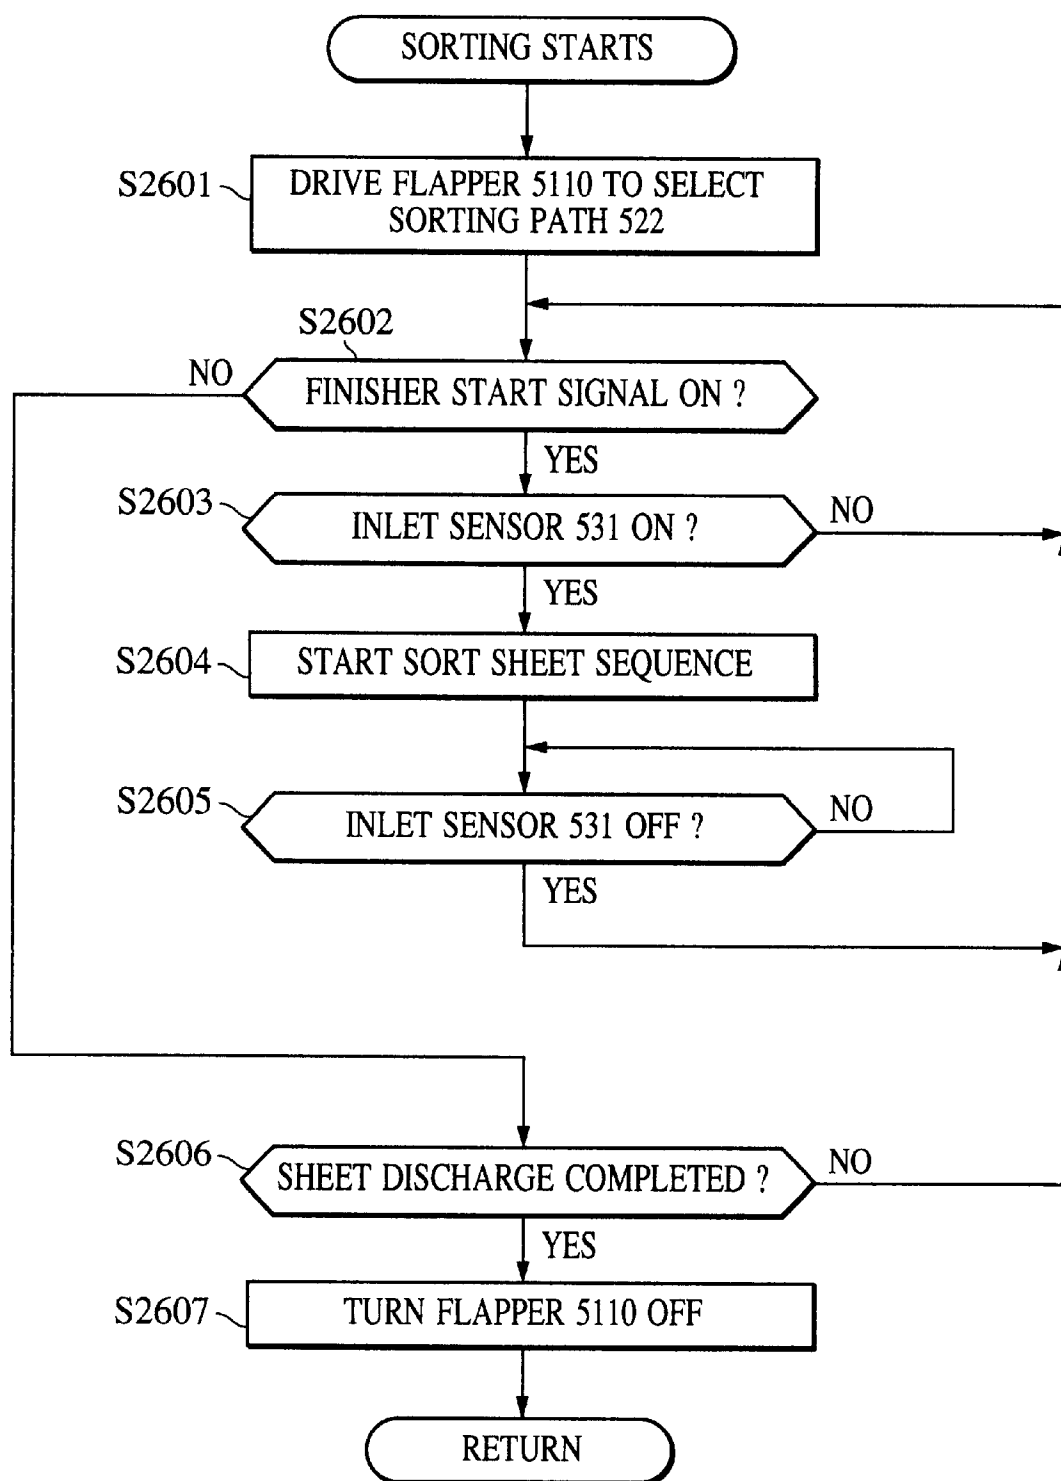 SORTING STARTS
S2601
DRIVE FLAPPER 5110 TO SELECT
SORTING PATH 522
S2602
NO
FINISHER START SIGNAL ON ?
YES
S2603
INLET SENSOR 531 ON ?
NO
YES
S2604
START SORT SHEET SEQUENCE
S2605
INLET SENSOR 531 OFF ?
NO
YES
S2606
SHEET DISCHARGE COMPLETED ?
NO
YES
S2607
TURN FLAPPER 5110 OFF
RETURN